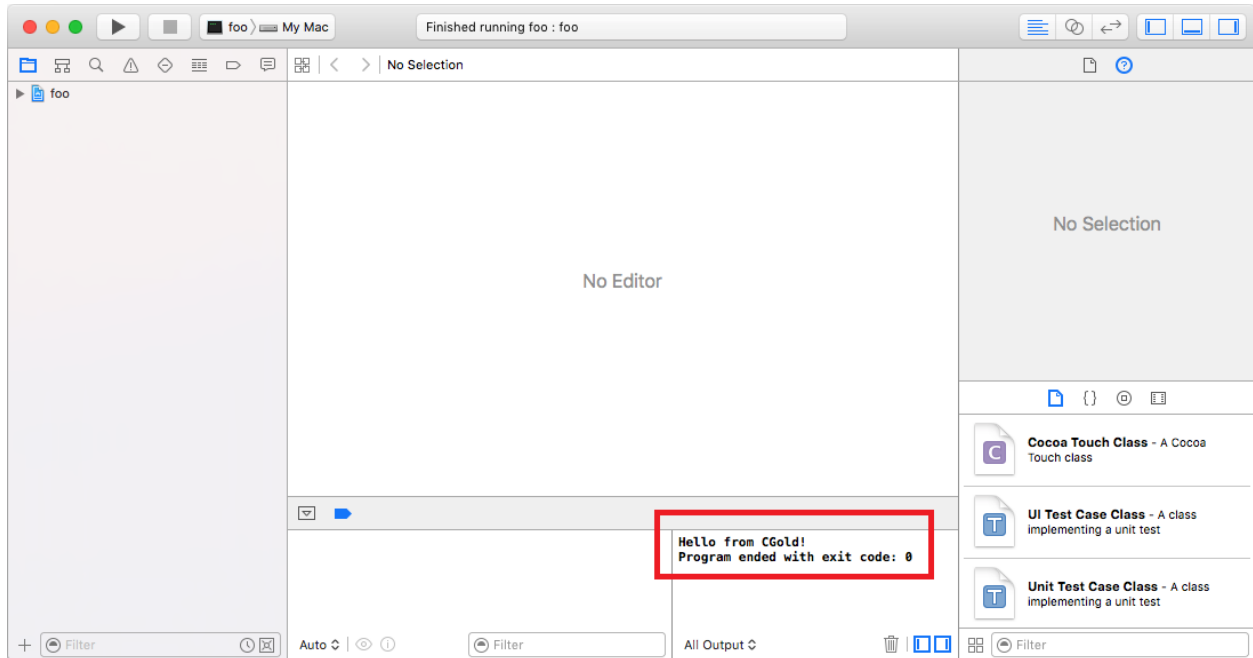 foo My Mac
Finished running foo : foo
No Selection
foo
No Editor
No Selection
Cocoa Touch Class - A Cocoa
Touch class
UI Test Case Class - A class
implementing a unit test
Unit Test Case Class - A class
implementing a unit test
Hello from CGold!
Program ended with exit code: 0
Filter
Auto
Filter
All Output
Filter